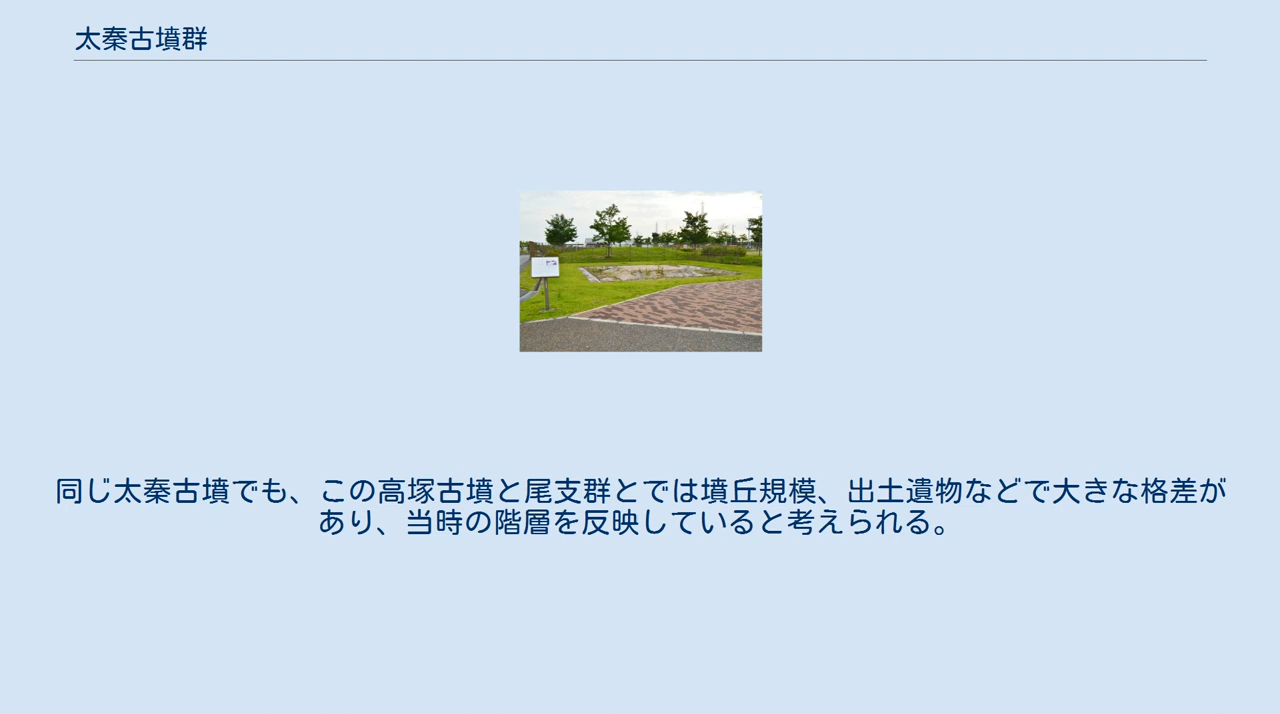 太秦古墳群
同じ太秦古墳でも、この高塚古墳と尾支群とでは墳丘規模、出土遺物などで大きな格差が
あり、当時の階層を反映していると考えられる。